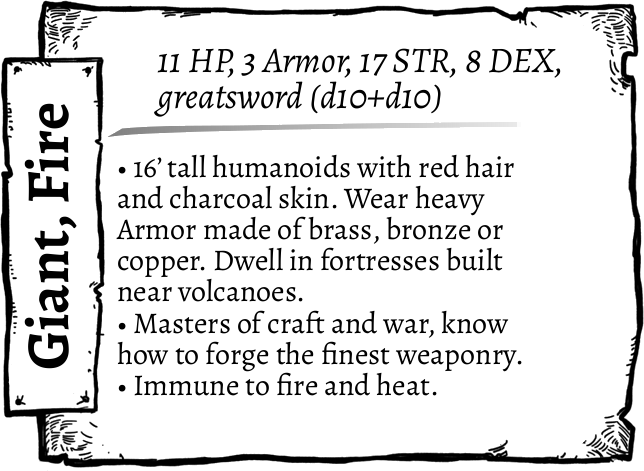 Giant, Fire
11 HP, 3 Armor, 17 STR, 8 DEX,
greatsword (d10+d10)
• 16’ tall humanoids with red hair
and charcoal skin. Wear heavy
Armor made of brass, bronze or
copper. Dwell in fortresses built
near volcanoes.
• Masters of craft and war, know
how to forge the finest weaponry.
• Immune to fire and heat.